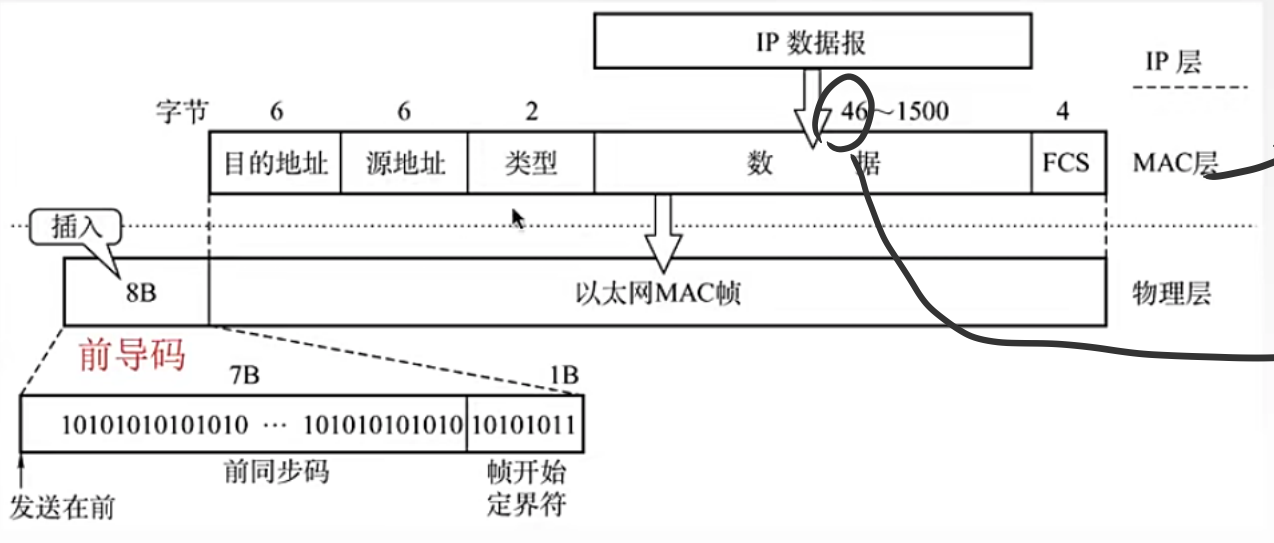 IP 数据报
IP 层
字节 6 6 2 46~1500 4
目的地址 源地址 类型 数 据 FCS MAC层
插入
8B 以太网MAC帧 物理层
前导码
7B 1B
10101010101010 ··· 101010101010 10101011
前同步码 帧开始
定界符
发送在前